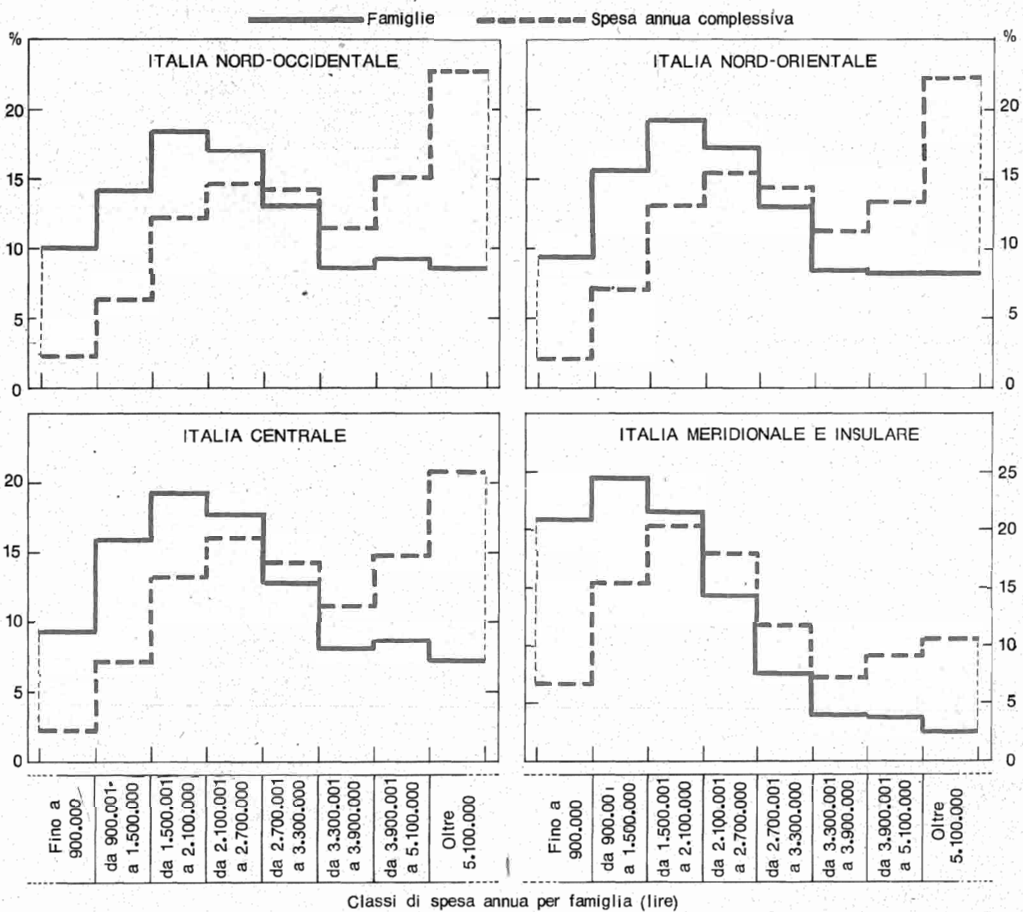 Famiglie
Spesa annua complessiva
%
%
ITALIA NORD-OCCIDENTALE
ITALIA NORD-ORIENTALE
20
15
10
5
0
20
15
10
5
0
ITALIA CENTRALE
ITALIA MERIDIONALE E INSULARE
20
15
10
5
0
25
20
15
10
5
0
Fino a
900.000
da 900.001
a 1.500.000
da 1.500.001
a 2.100.000
da 2.100.001
a 2.700.000
da 2.700.001
a 3.300.000
da 3.300.001
a 3.900.000
da 3.900.001
a 5.100.000
Oltre
5.100.000
Fino a
900.000
da 900.001
a 1.500.000
da 1.500.001
a 2.100.000
da 2.100.001
a 2.700.000
da 2.700.001
a 3.300.000
da 3.300.001
a 3.900.000
da 3.900.001
a 5.100.000
Oltre
5.100.000
Classi di spesa annua per famiglia (lire)